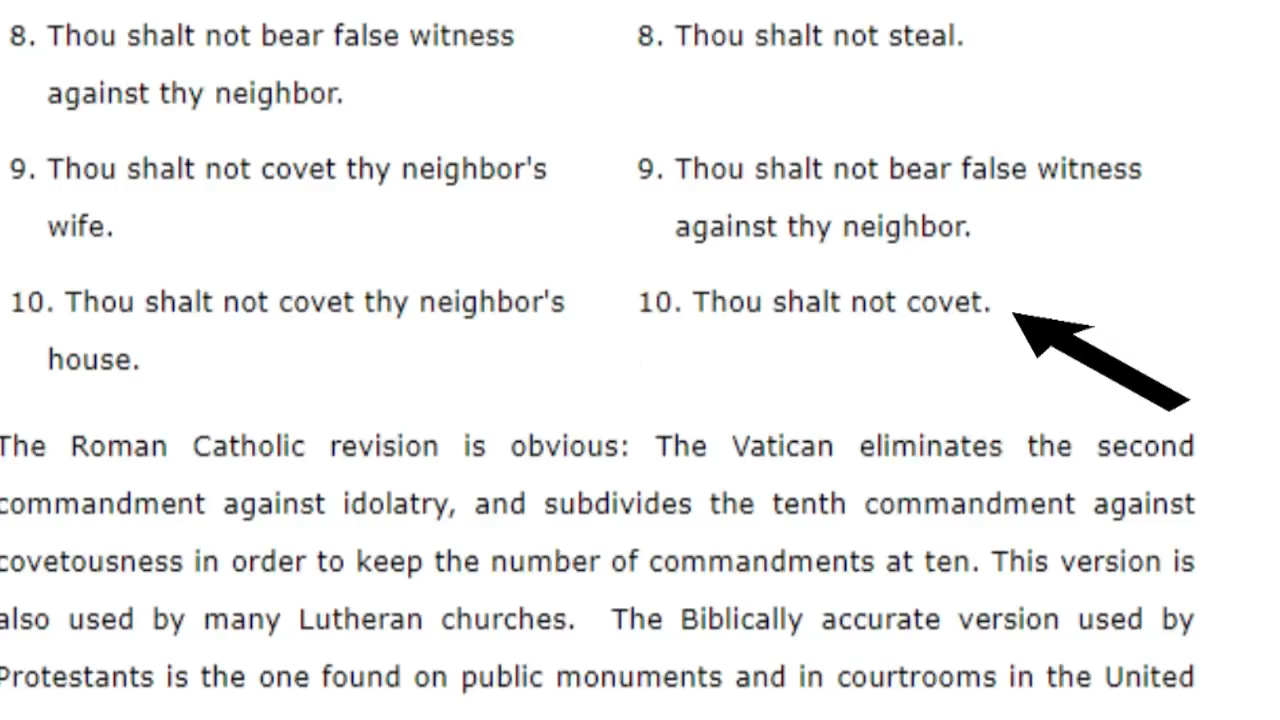 8. Thou shalt not bear false witness
against thy neighbor.
8. Thou shalt not steal.
9. Thou shalt not covet thy neighbor's
wife.
9. Thou shalt not bear false witness
against thy neighbor.
10. Thou shalt not covet thy neighbor's
house.
10. Thou shalt not covet.
The Roman Catholic revision is obvious: The Vatican eliminates the second
commandment against idolatry, and subdivides the tenth commandment against
covetousness in order to keep the number of commandments at ten. This version is
also used by many Lutheran churches. The Biblically accurate version used by
Protestants is the one found on public monuments and in courtrooms in the United